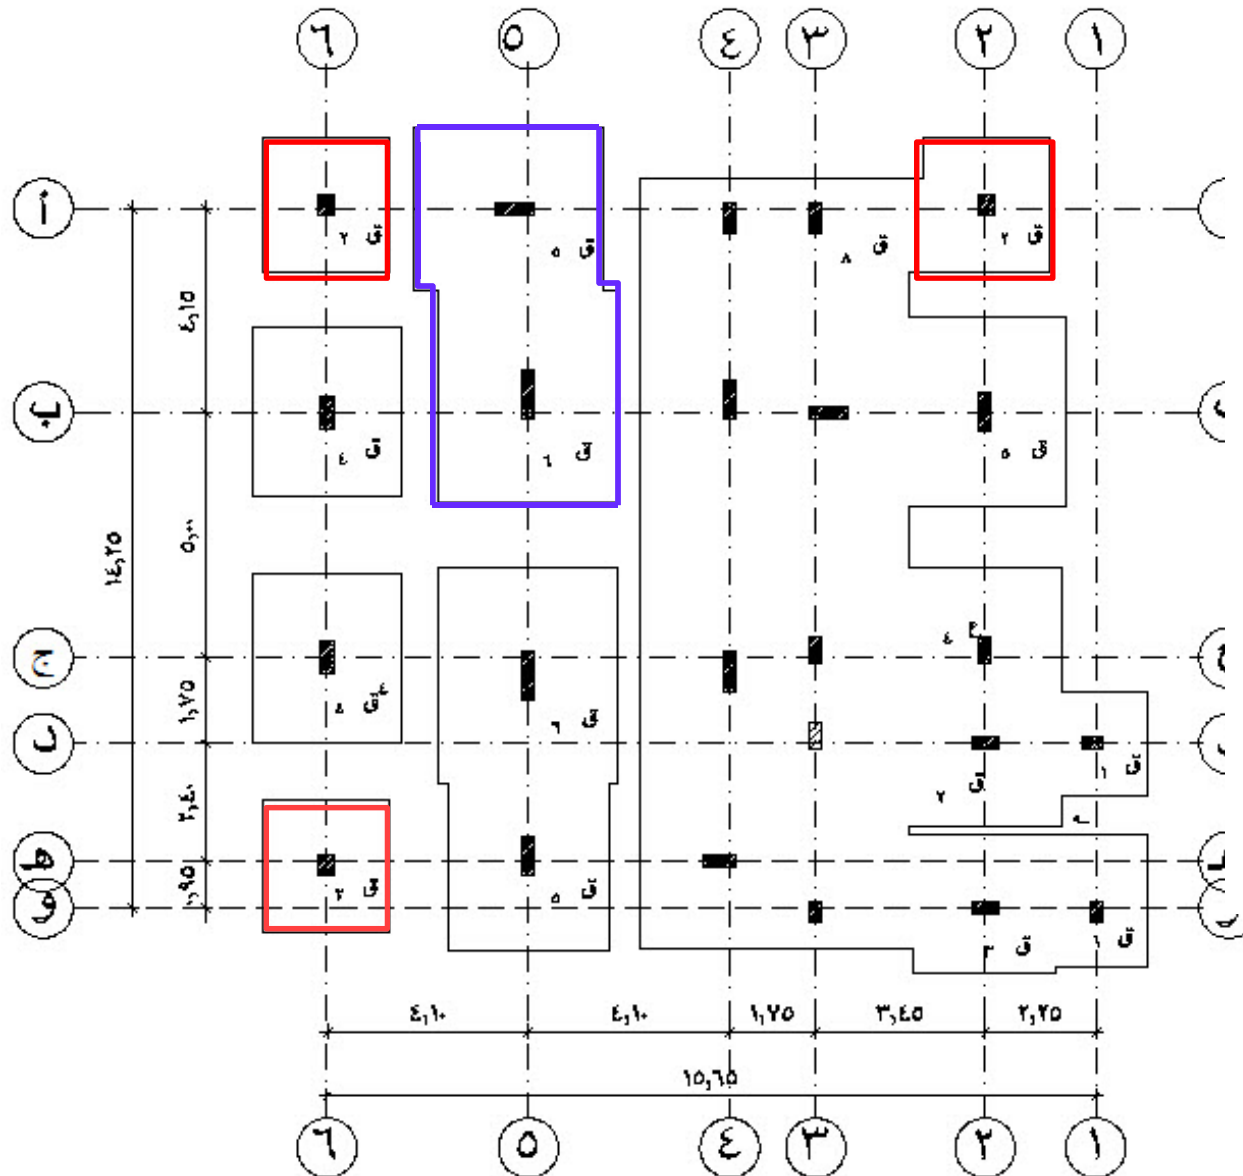 ٦ ٥ ٤ ٣ ٢ ١
أ
ق ٢ ق ٥ ق ٨ ق ٢
٤,١٥
ب
ق ٤ ق ٦ ق ٥
٥,٠٠
١٤,٢٥
ج
ق ٤ ق ٦ ٤
١,٧٥
ق ١
ق ٢
٢,٤٠
ق ٢ ق ٥
١,٩٥
ق ٣ ق ١
٤,١٠ ٤,١٠ ١,٧٥ ٣,٤٥ ٢,٢٥
١٥,٦٥
٦ ٥ ٤ ٣ ٢ ١